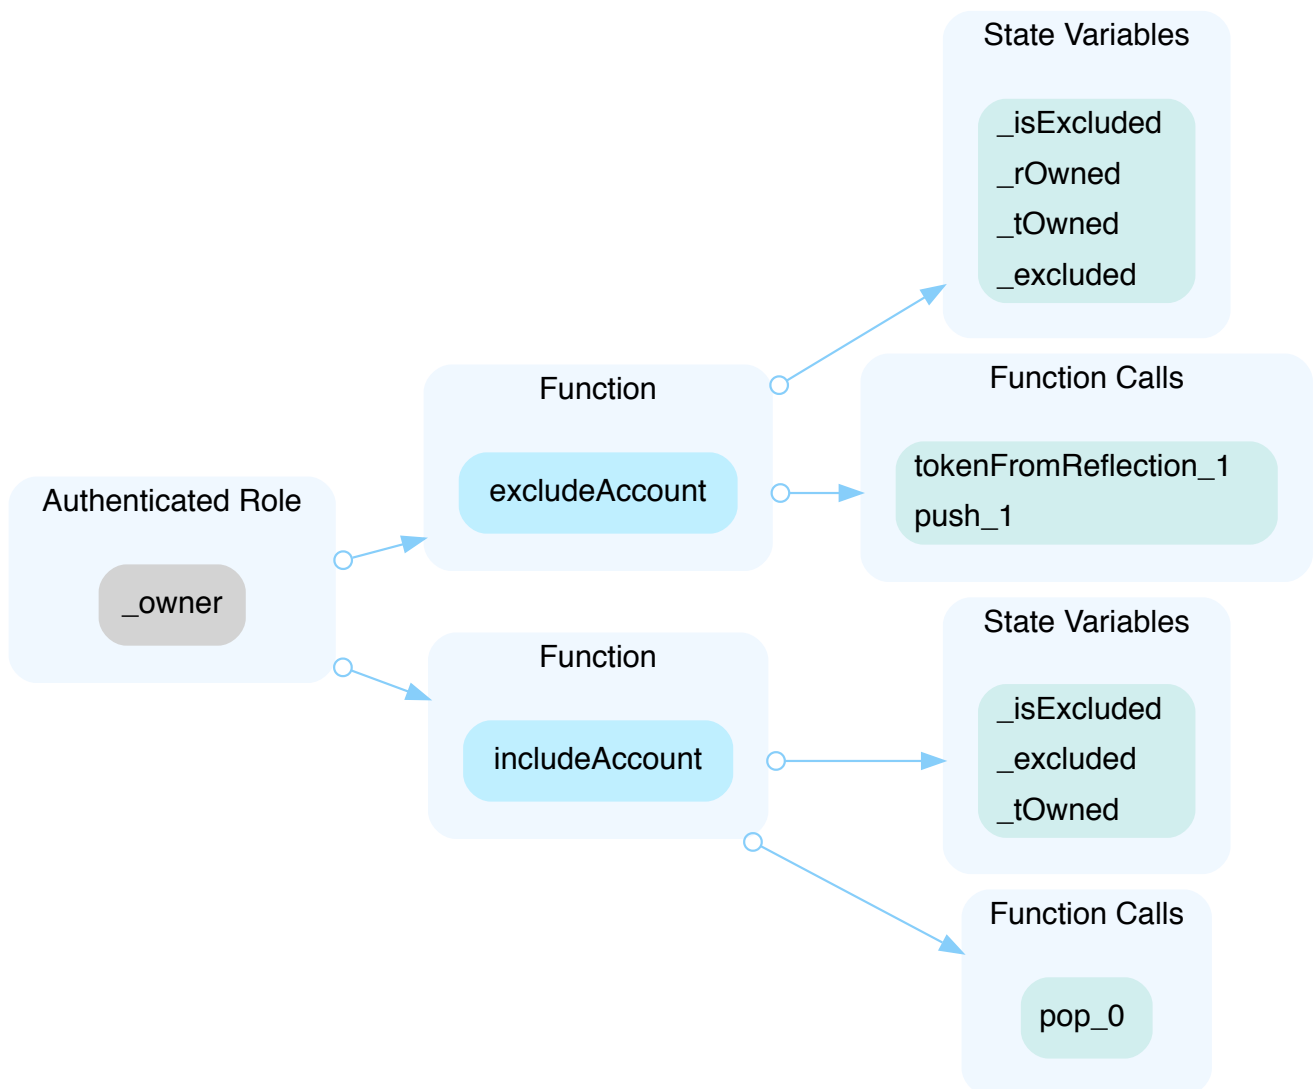 Authenticated Role
_owner
Function
excludeAccount
State Variables
_isExcluded
_rOwned
_tOwned
_excluded
Function Calls
tokenFromReflection_1
push_1
Function
includeAccount
State Variables
_isExcluded
_excluded
_tOwned
Function Calls
pop_0